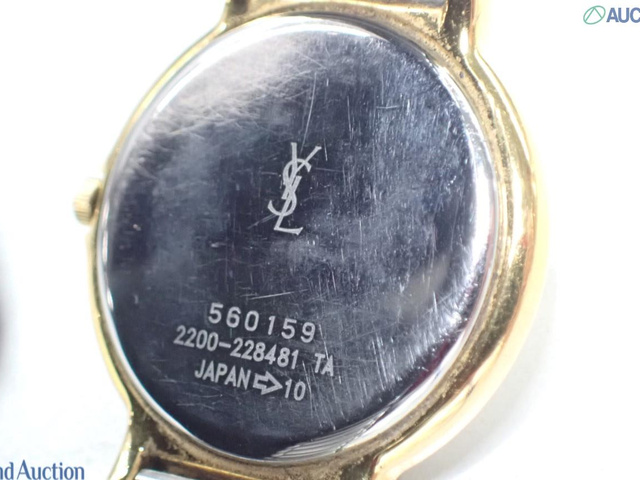 AUC
YSL
560159
2200-228481 TA
JAPAN⇨10
nd Auction